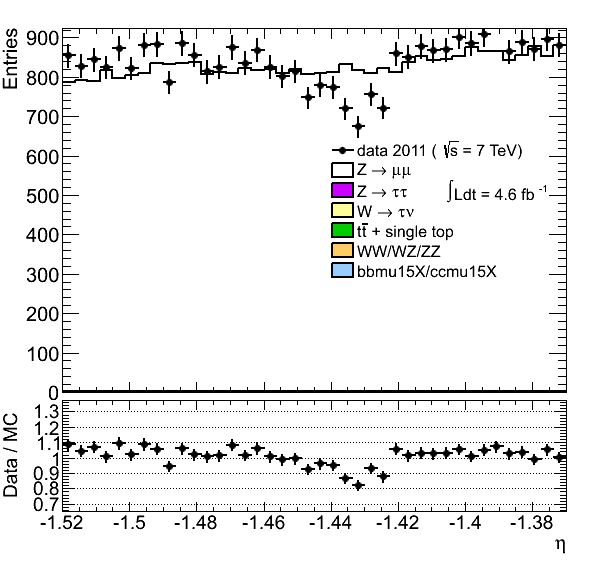 Entries
900
800
700
600
500
400
300
200
100
0
data 2011 ( √s = 7 TeV)
Z → μμ
Z → ττ
∫Ldt = 4.6 fb⁻¹
W → τν
tt̅ + single top
WW/WZ/ZZ
bbmu15X/ccmu15X
Data / MC
1.3
1.2
1.1
1
0.9
0.8
0.7
-1.52 -1.5 -1.48 -1.46 -1.44 -1.42 -1.4 -1.38
η